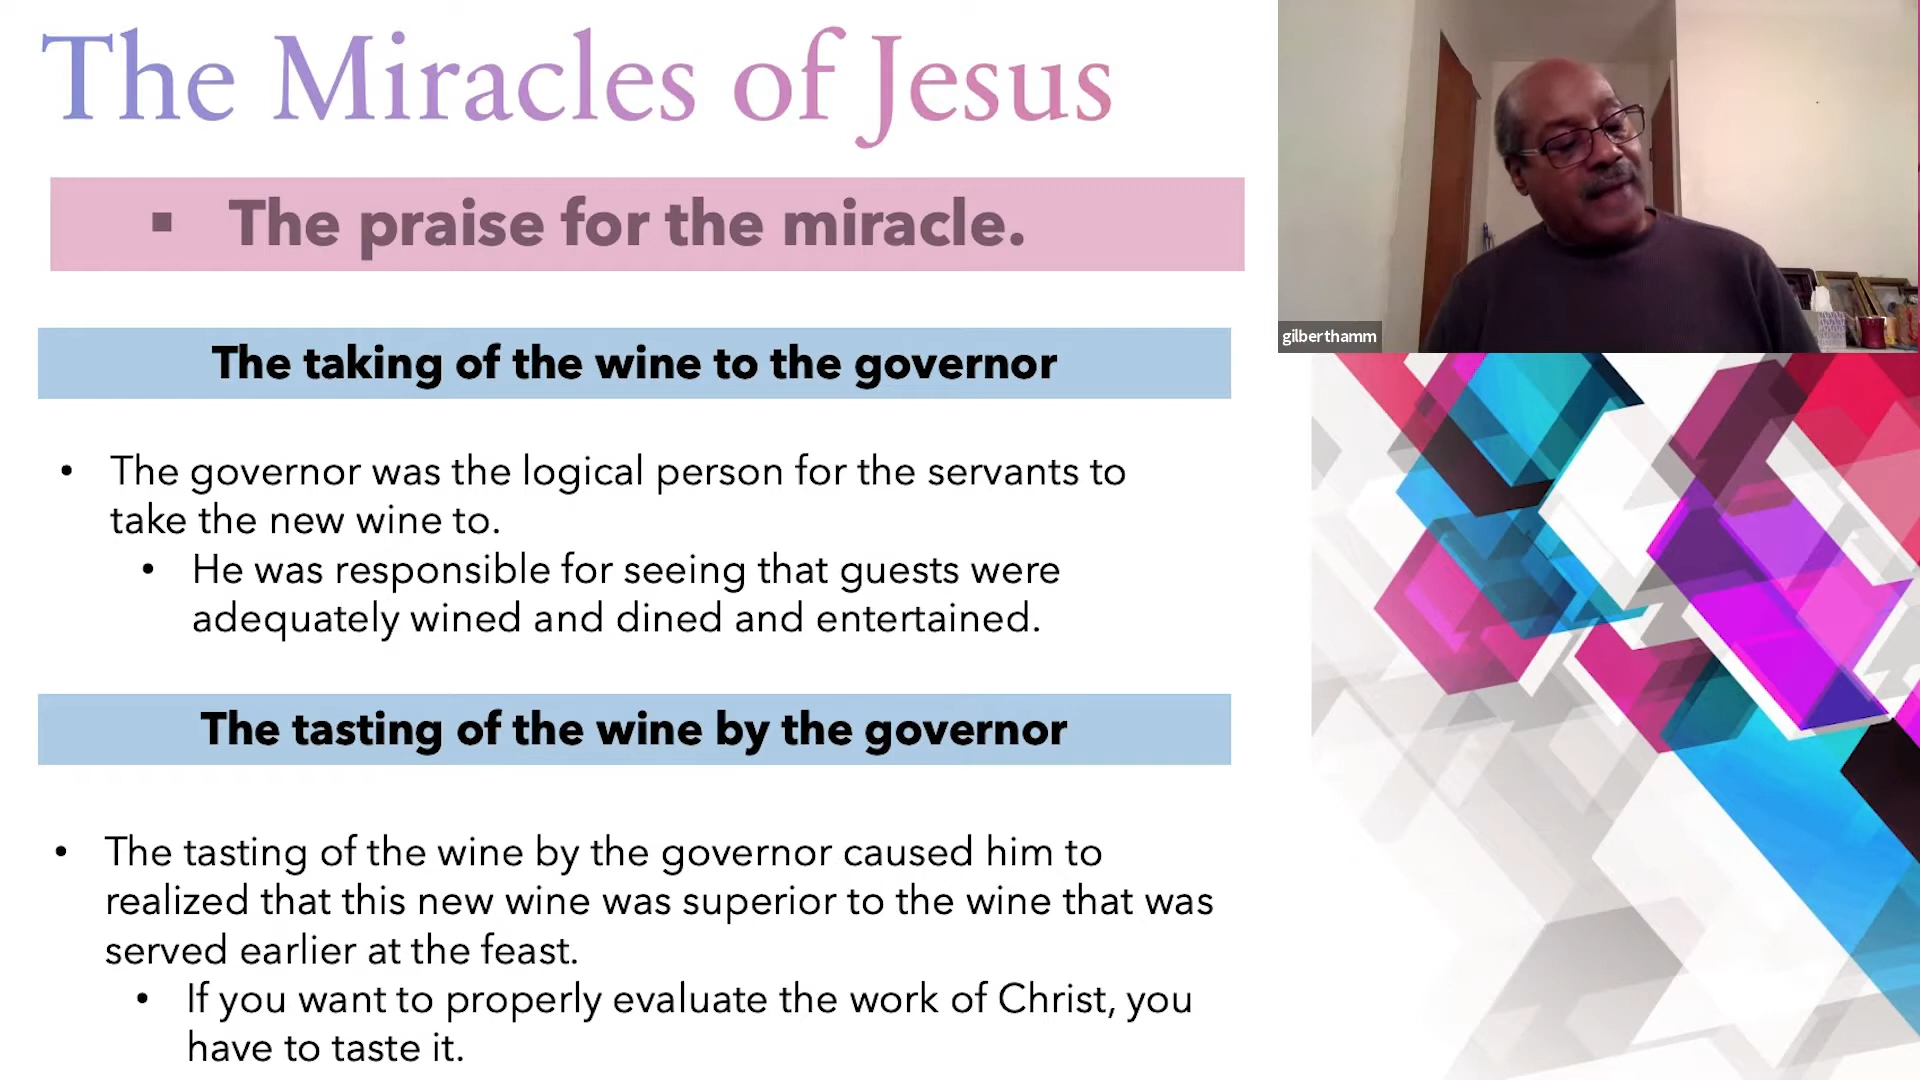 The Miracles of Jesus
▪ The praise for the miracle.
The taking of the wine to the governor
• The governor was the logical person for the servants to
take the new wine to.
• He was responsible for seeing that guests were
adequately wined and dined and entertained.
The tasting of the wine by the governor
• The tasting of the wine by the governor caused him to
realized that this new wine was superior to the wine that was
served earlier at the feast.
• If you want to properly evaluate the work of Christ, you
have to taste it.
gilberthamm